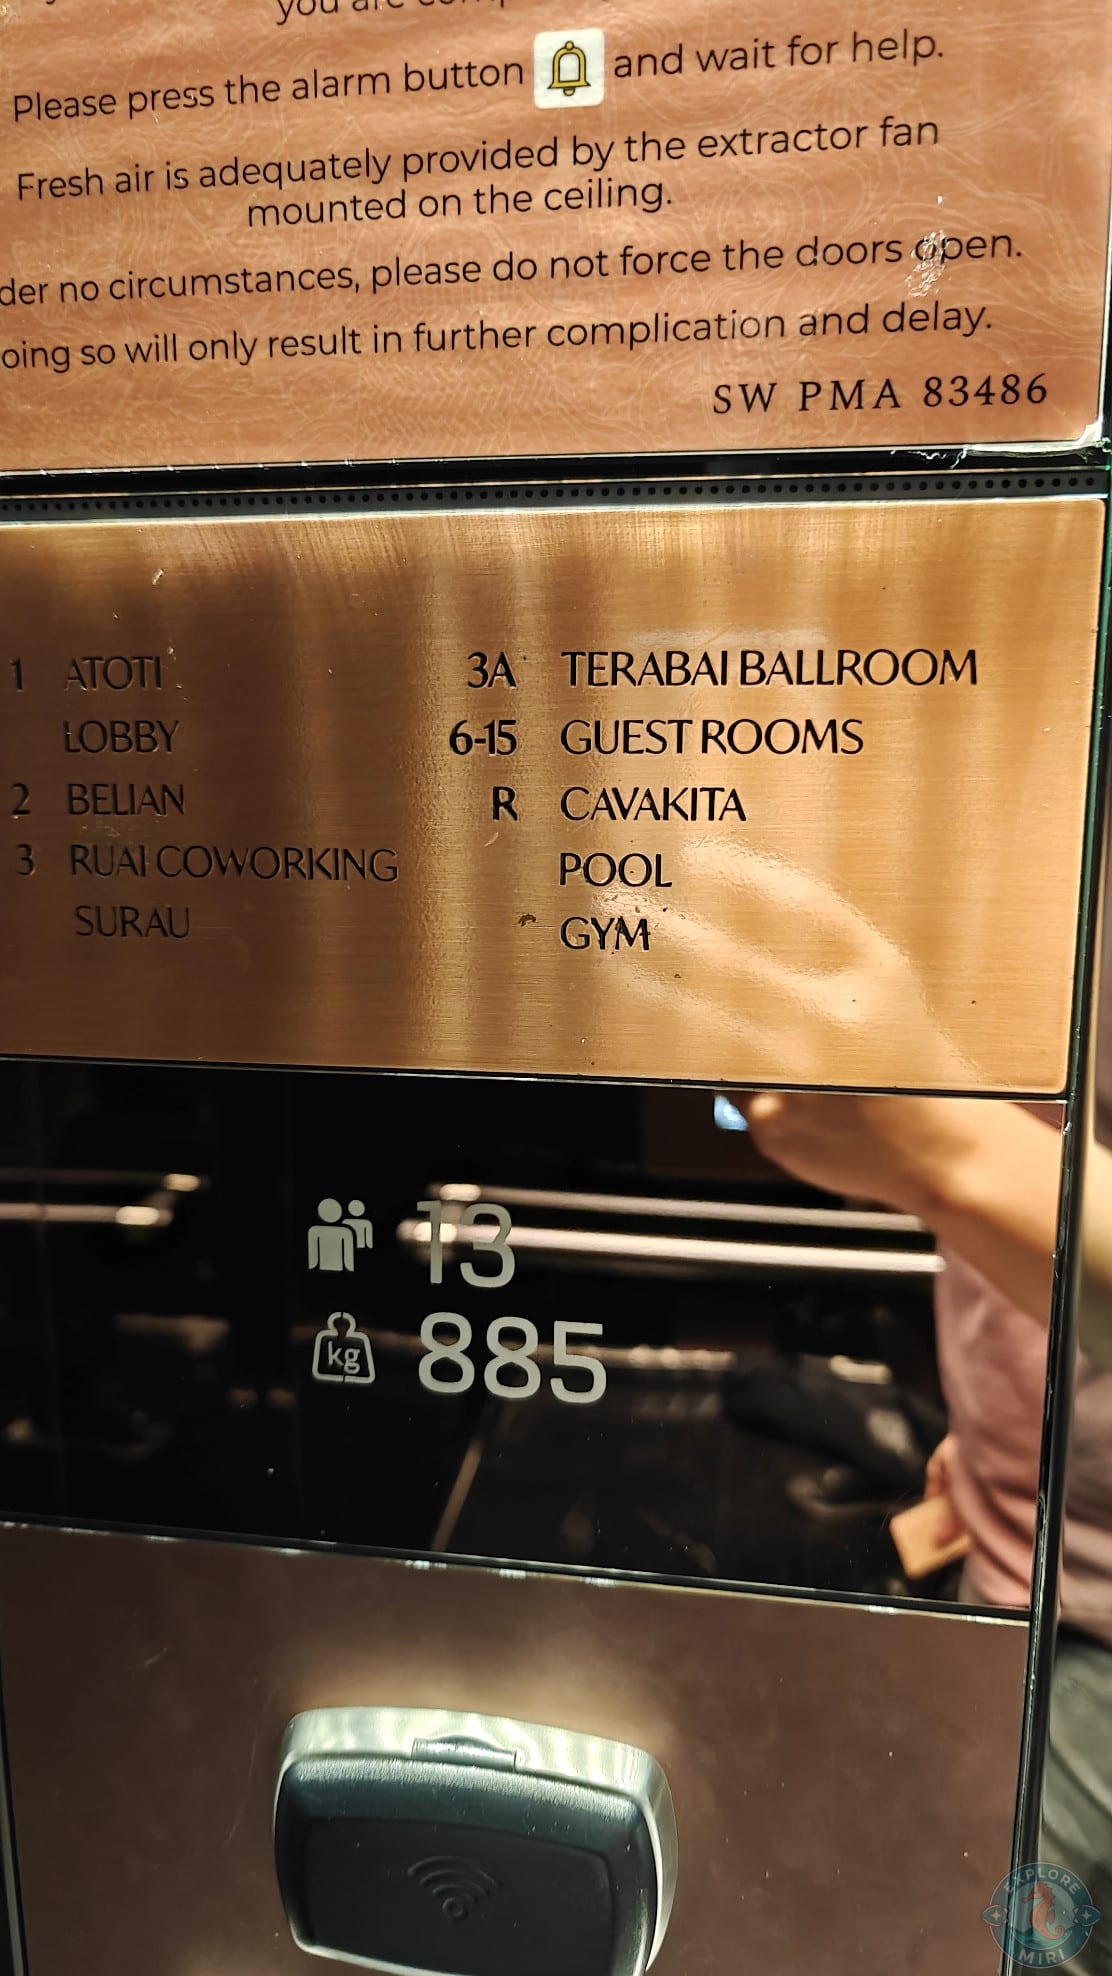 you are
Please press the alarm button and wait for help.
Fresh air is adequately provided by the extractor fan
mounted on the ceiling.
der no circumstances, please do not force the doors open.
oing so will only result in further complication and delay.
SW PMA 83486
1 ATOTI
LOBBY
2 BELIAN
3 RUAI COWORKING
SURAU
3A TERABAI BALLROOM
6-15 GUEST ROOMS
R CAVAKITA
POOL
GYM
13
kg 885
EXPLORE
MIRI